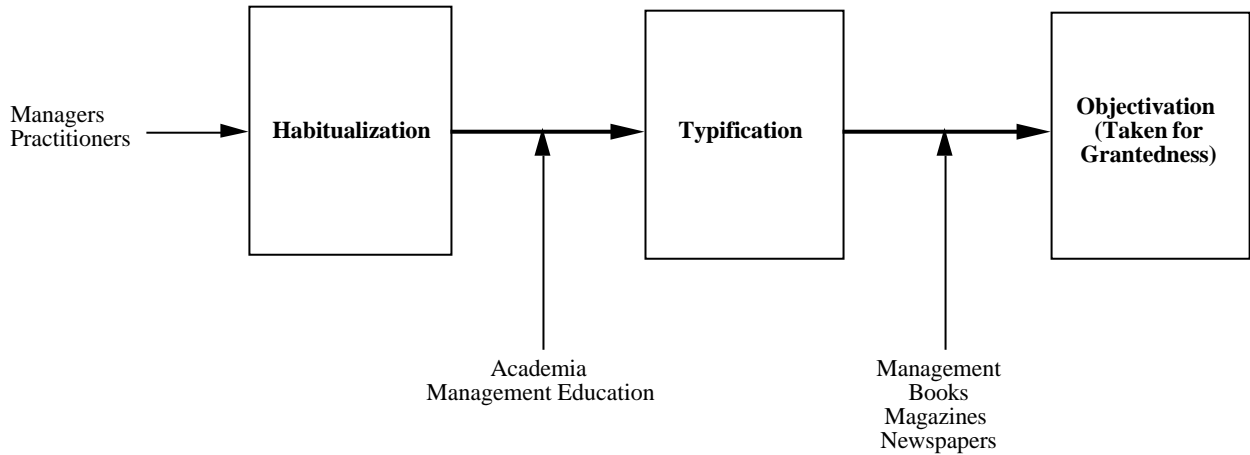 Managers
Practitioners
Habitualization
Typification
Objectivation
(Taken for
Grantedness)
Academia
Management Education
Management
Books
Magazines
Newspapers